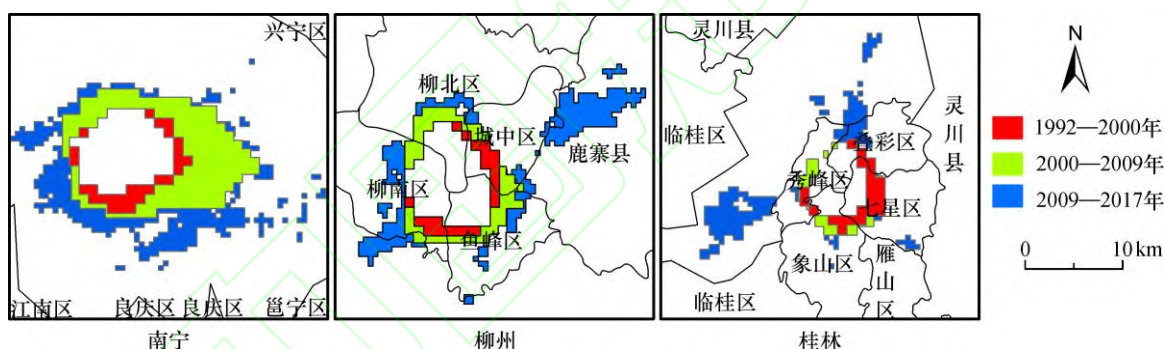 兴宁区
江南区
良庆区
良庆区
邕宁区
南宁
柳北区
城中区
鹿寨县
柳南区
鱼峰区
柳州
灵川县
临桂区
叠彩区
灵川县
秀峰区
七星区
象山区
雁山区
临桂区
桂林
N
1992—2000年
2000—2009年
2009—2017年
0 10 km